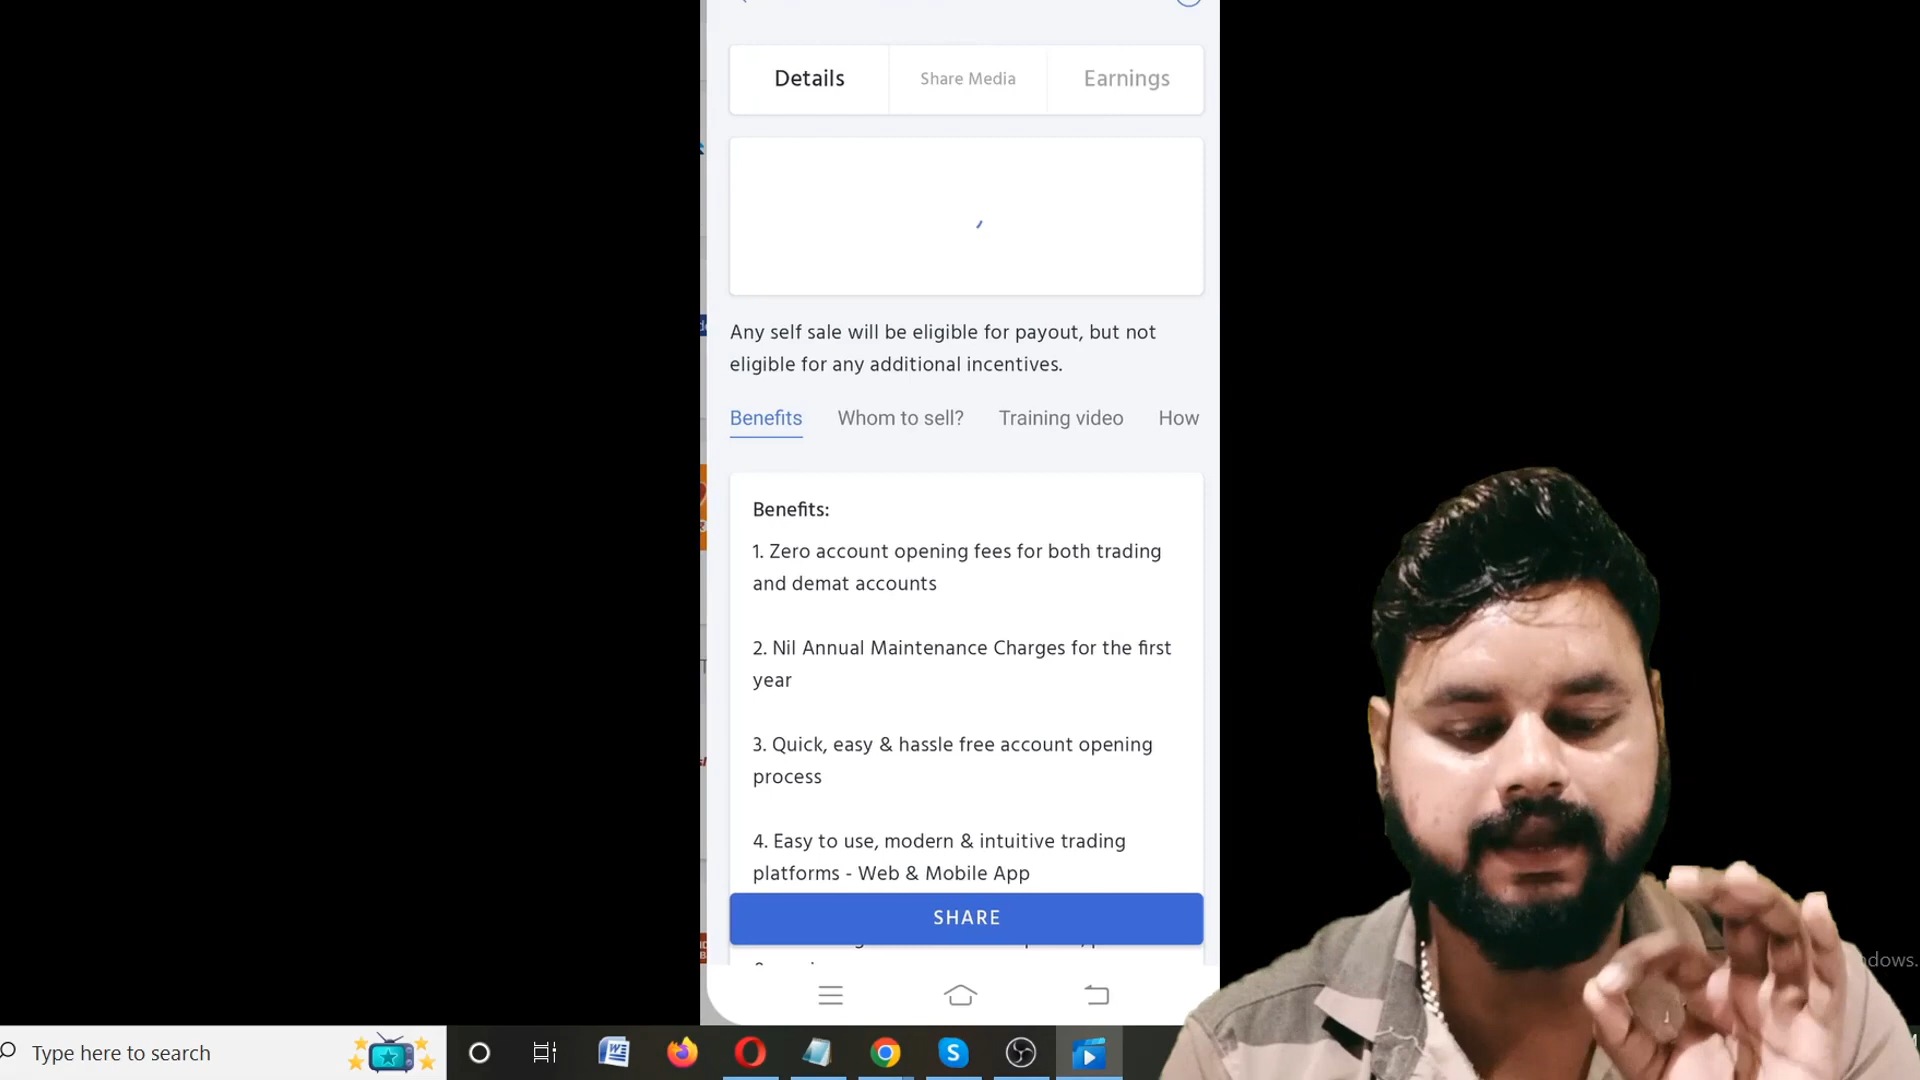 Details
Share Media
Earnings
Any self sale will be eligible for payout, but not
eligible for any additional incentives.
Benefits
Whom to sell?
Training video
How
Benefits:
1. Zero account opening fees for both trading
and demat accounts
2. Nil Annual Maintenance Charges for the first
year
3. Quick, easy & hassle free account opening
process
4. Easy to use, modern & intuitive trading
platforms - Web & Mobile App
SHARE
Type here to search